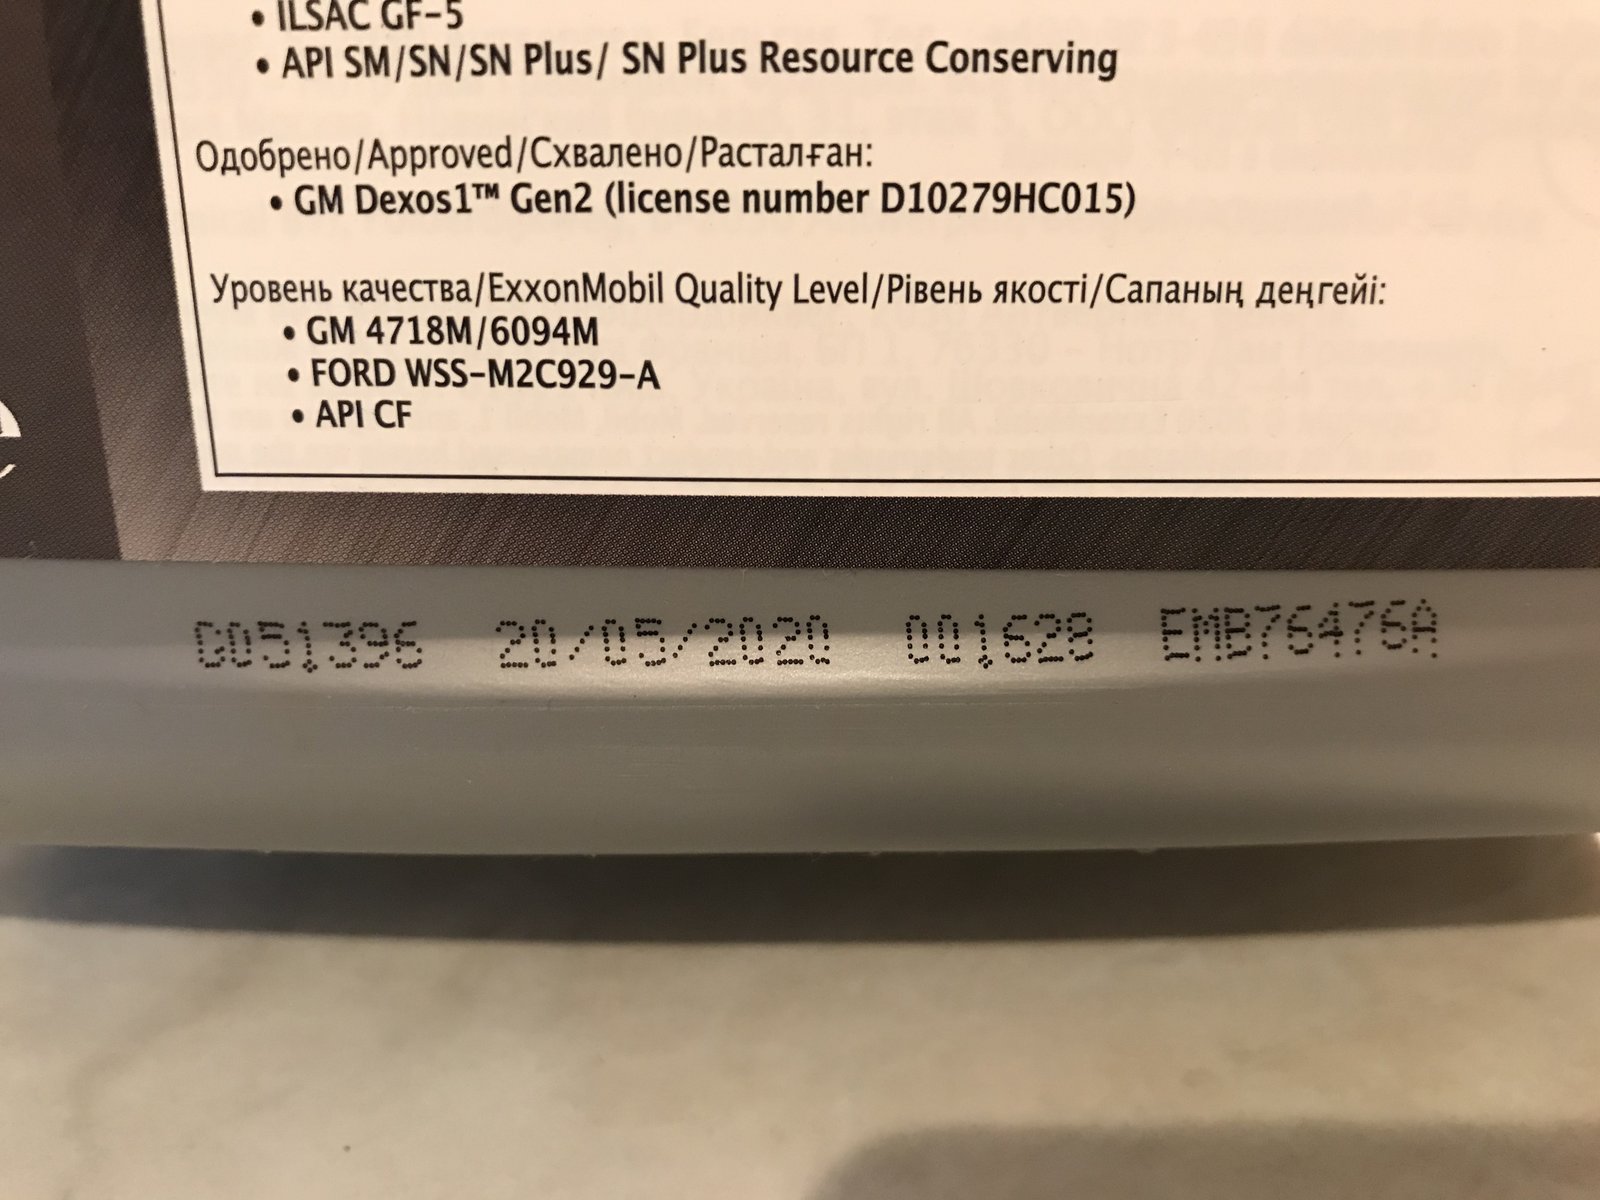 • ILSAC GF-5
• API SM/SN/SN Plus/ SN Plus Resource Conserving
Одобрено/Approved/Схвалено/Расталған:
• GM Dexos1™ Gen2 (license number D10279HC015)
Уровень качества/ExxonMobil Quality Level/Рівень якості/Сапаның деңгейі:
• GM 4718M/6094M
• FORD WSS-M2C929-A
• API CF
G051396 20/05/2020 001628 EMB76476A